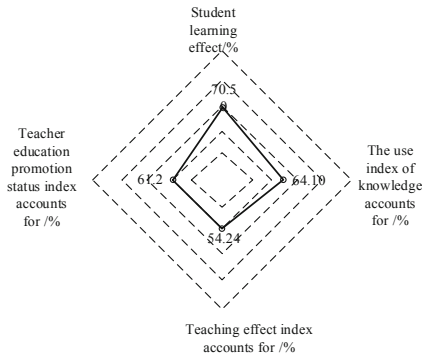 Student
learning
effect/%
70.5
0
Teacher
education
promotion
status index
accounts
for /%
61.2
64.10
The use
index of
knowledge
accounts
for /%
54.24
Teaching effect index
accounts for /%